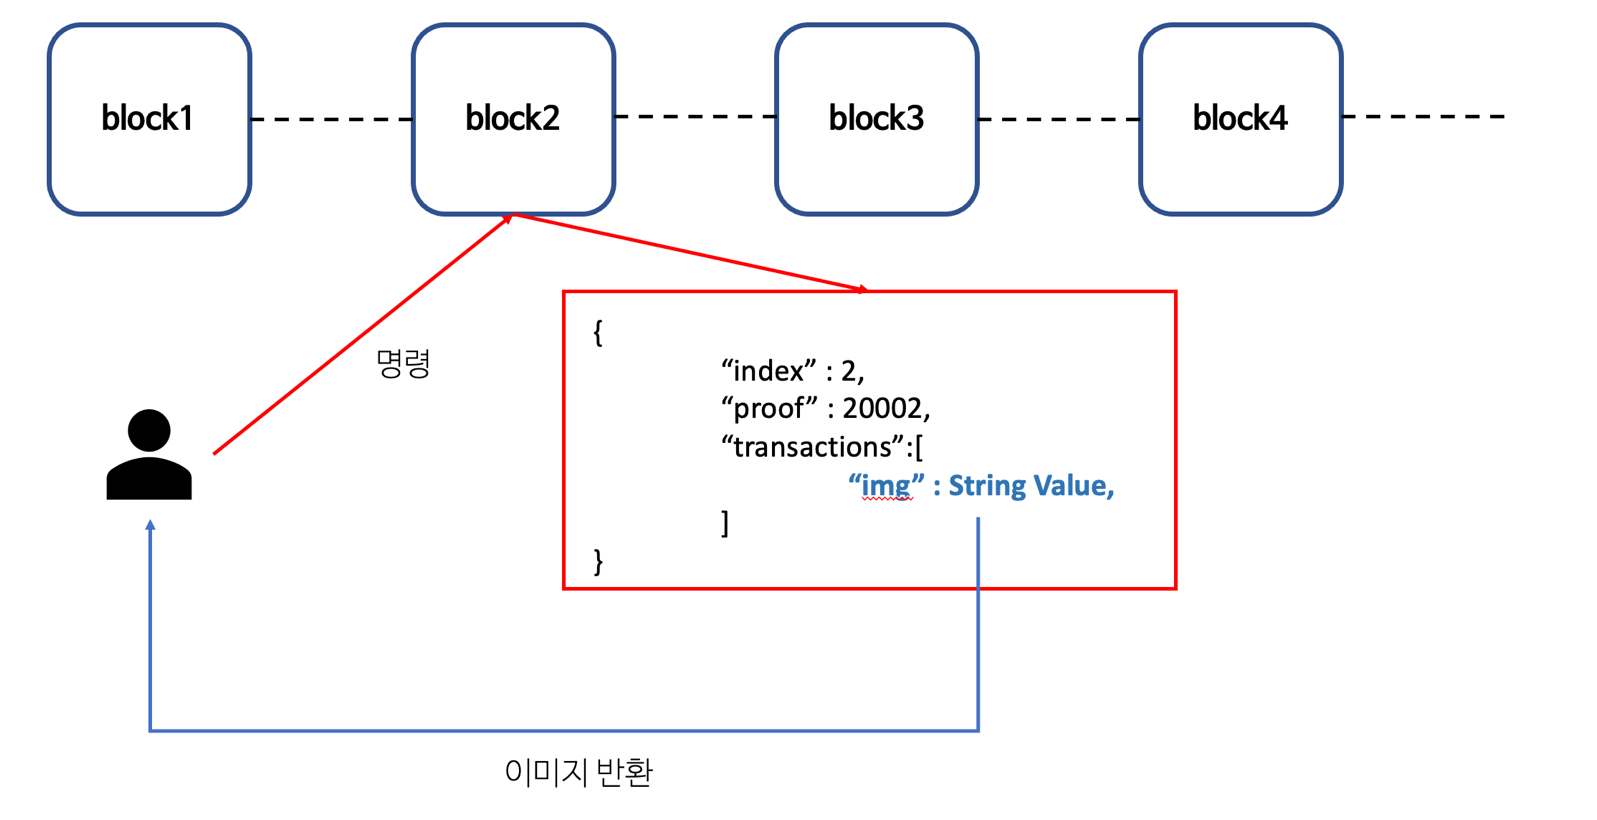 block1
block2
block3
block4
명령
{
“index” : 2,
“proof” : 20002,
“transactions”:[
“img” : String Value,
]
}
이미지 반환